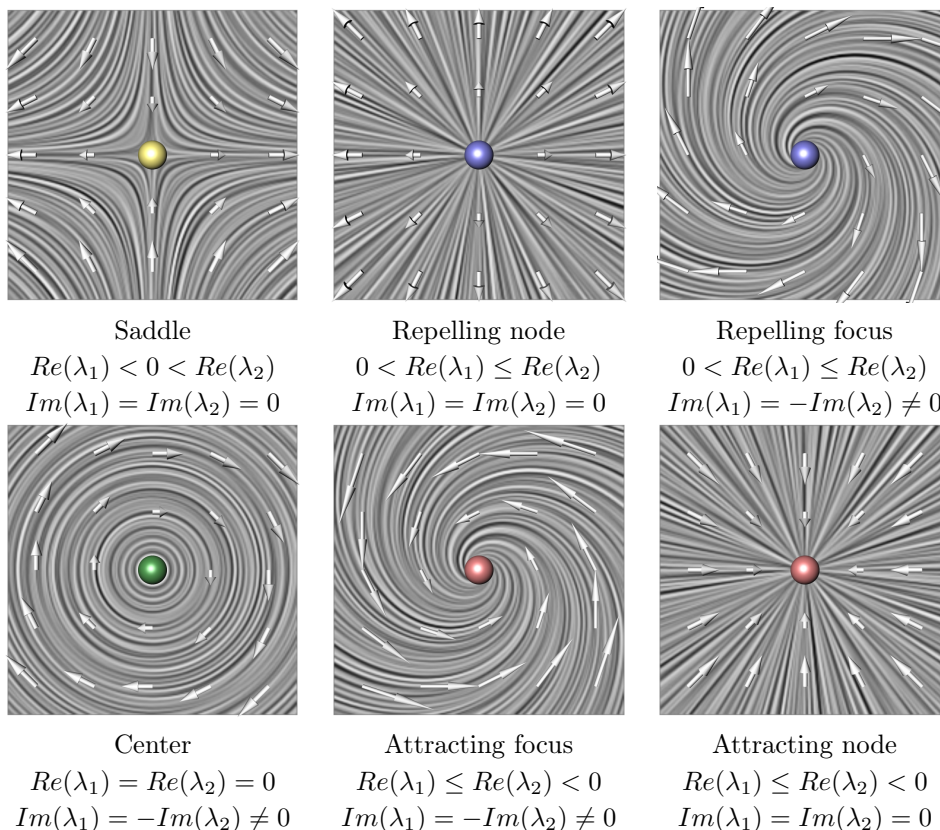 Saddle
Re(λ₁) < 0 < Re(λ₂)
Im(λ₁) = Im(λ₂) = 0
Repelling node
0 < Re(λ₁) ≤ Re(λ₂)
Im(λ₁) = Im(λ₂) = 0
Repelling focus
0 < Re(λ₁) ≤ Re(λ₂)
Im(λ₁) = −Im(λ₂) ≠ 0
Center
Re(λ₁) = Re(λ₂) = 0
Im(λ₁) = −Im(λ₂) ≠ 0
Attracting focus
Re(λ₁) ≤ Re(λ₂) < 0
Im(λ₁) = −Im(λ₂) ≠ 0
Attracting node
Re(λ₁) ≤ Re(λ₂) < 0
Im(λ₁) = Im(λ₂) = 0